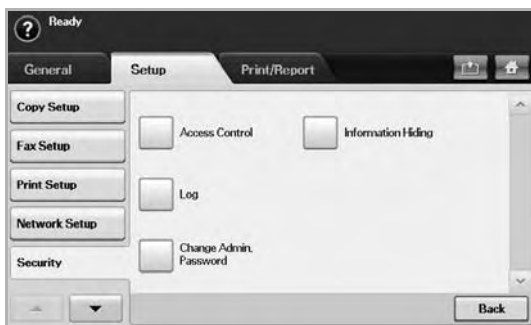 ? Ready
General Setup Print/Report
Copy Setup
Fax Setup
Print Setup
Network Setup
Security
Access Control Information Hiding
Log
Change Admin.
Password
Back